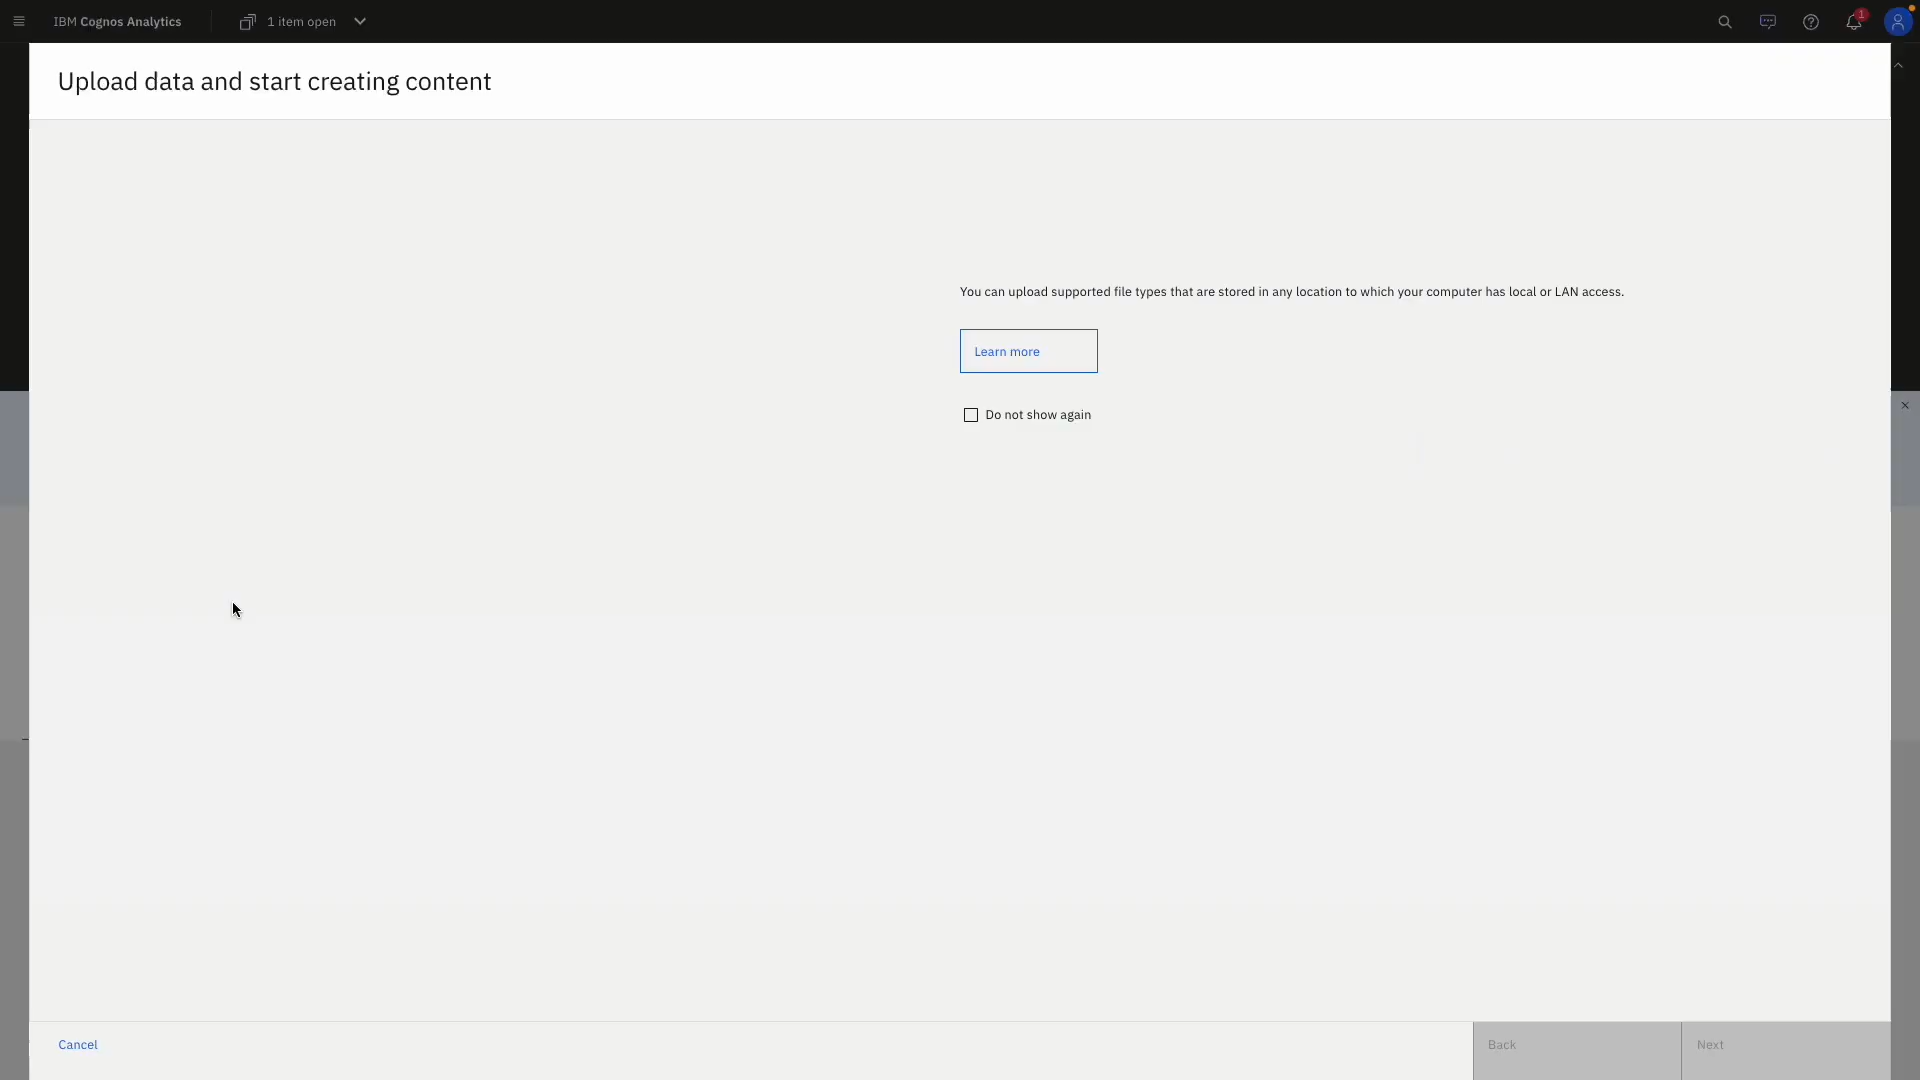 IBM Cognos Analytics
1 item open
1
Upload data and start creating content
You can upload supported file types that are stored in any location to which your computer has local or LAN access.
Learn more
Do not show again
Cancel
Back
Next